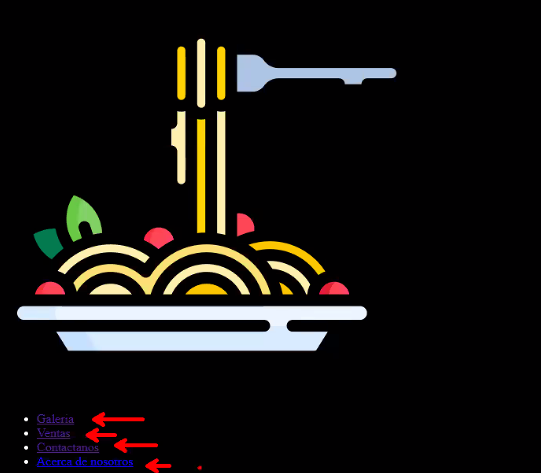 Galeria
Ventas
Contactanos
Acerca de nosotros